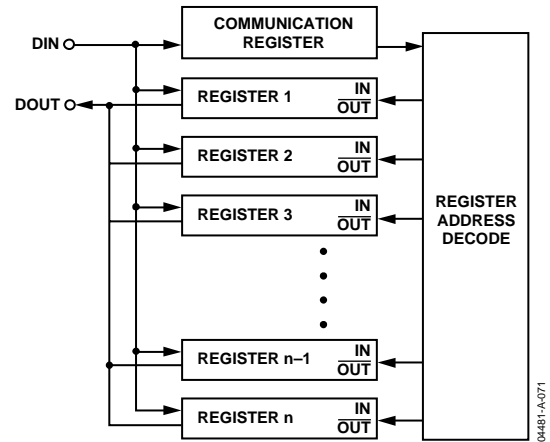 COMMUNICATION
REGISTER
DIN
DOUT
REGISTER 1
IN
OUT
REGISTER 2
IN
OUT
REGISTER 3
IN
OUT
REGISTER n–1
IN
OUT
REGISTER n
IN
OUT
REGISTER
ADDRESS
DECODE
04481-A-071